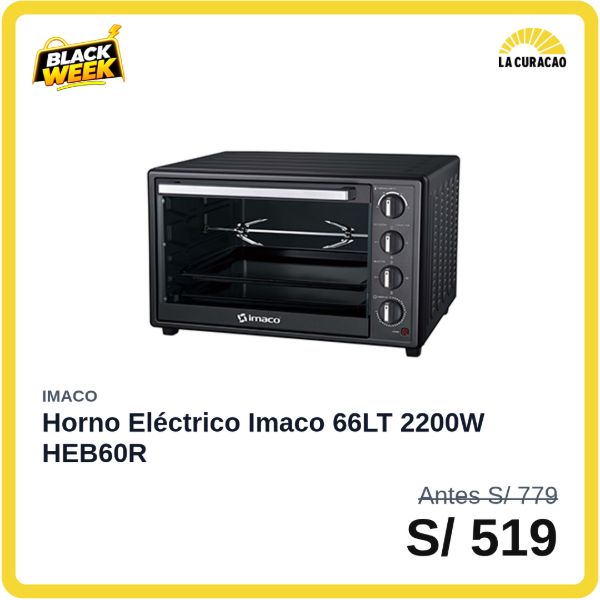 BLACK
WEEK
LA CURACAO
imaco
IMACO
Horno Eléctrico Imaco 66LT 2200W
HEB60R
Antes S/ 779
S/ 519